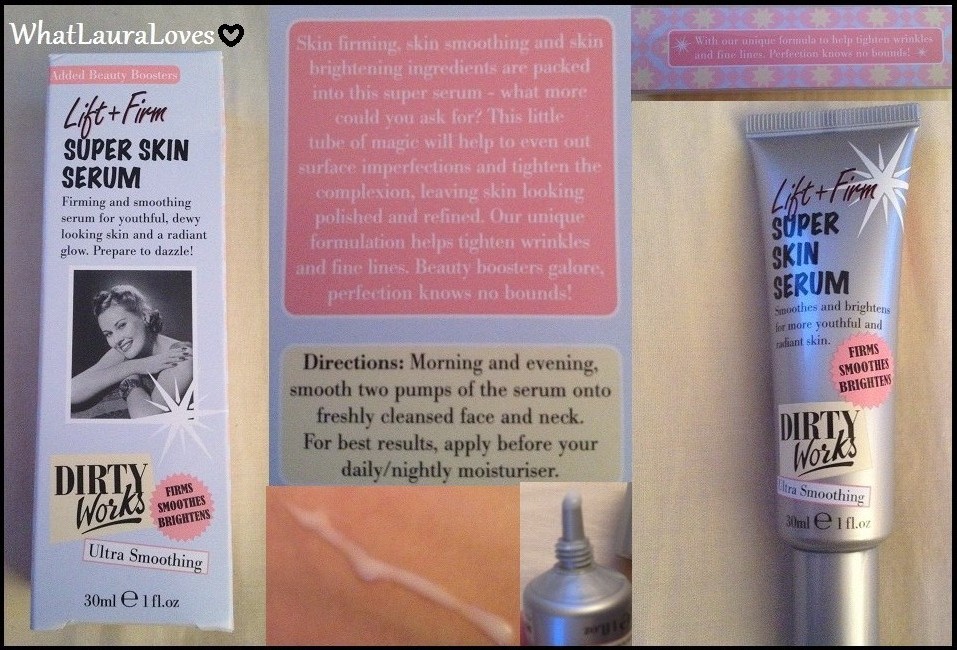 WhatLauraLoves
Added Beauty Boosters
Lift + Firm
SUPER SKIN
SERUM
Firming and smoothing
serum for youthful, dewy
looking skin and a radiant
glow. Prepare to dazzle!
DIRTY
Works
FIRMS
SMOOTHES
BRIGHTENS
Ultra Smoothing
30ml ℮ 1 fl.oz
Skin firming, skin smoothing and skin
brightening ingredients are packed
into this super serum - what more
could you ask for? This little
tube of magic will help to even out
surface imperfections and tighten the
complexion, leaving skin looking
polished and refined. Our unique
formulation helps tighten wrinkles
and fine lines. Beauty boosters galore,
perfection knows no bounds!
Directions: Morning and evening,
smooth two pumps of the serum onto
freshly cleansed face and neck.
For best results, apply before your
daily/nightly moisturiser.
With our unique formula to help tighten wrinkles
and fine lines. Perfection knows no bounds!
Lift + Firm
SUPER
SKIN
SERUM
Smoothes and brightens
for more youthful and
radiant skin.
FIRMS
SMOOTHES
BRIGHTENS
DIRTY
Works
Ultra Smoothing
30ml ℮ 1 fl.oz